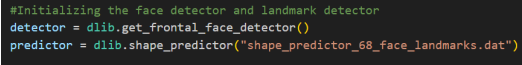 #Initializing the face detector and landmark detector
detector = dlib.get_frontal_face_detector()
predictor = dlib.shape_predictor("shape_predictor_68_face_landmarks.dat")